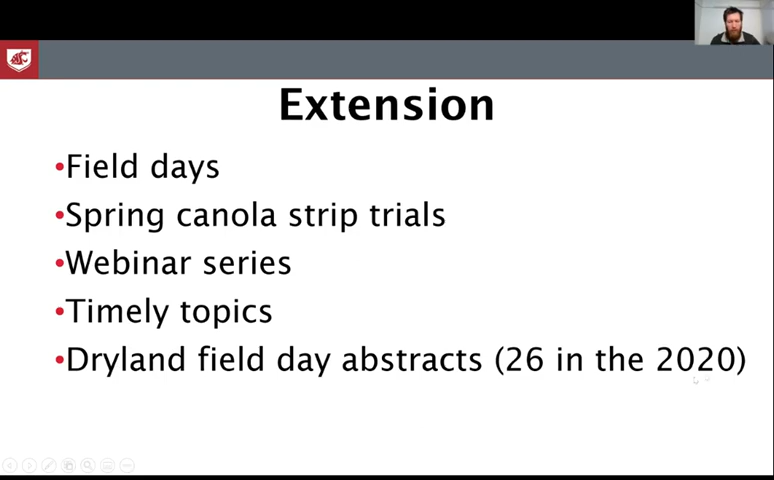 Extension
•Field days
•Spring canola strip trials
•Webinar series
•Timely topics
•Dryland field day abstracts (26 in the 2020)